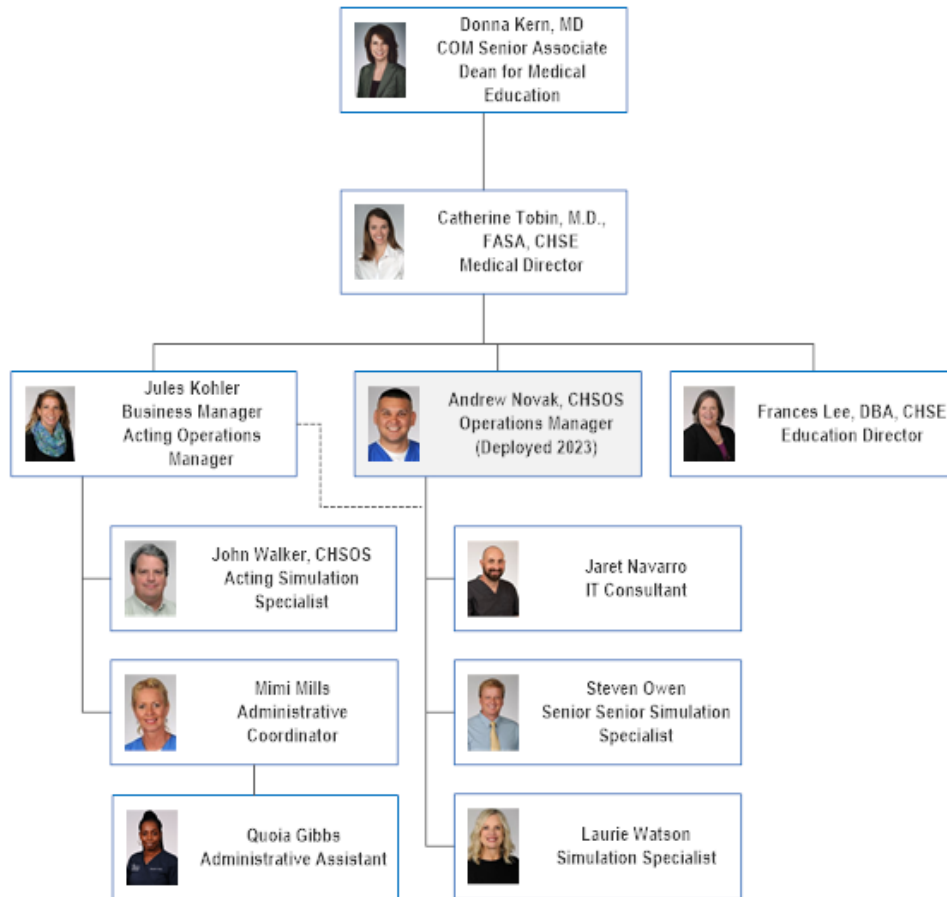 Donna Kern, MD
COM Senior Associate
Dean for Medical
Education
Catherine Tobin, M.D.,
FASA, CHSE
Medical Director
Jules Kohler
Business Manager
Acting Operations
Manager
Andrew Novak, CHSOS
Operations Manager
(Deployed 2023)
Frances Lee, DBA, CHSE
Education Director
John Walker, CHSOS
Acting Simulation
Specialist
Jaret Navarro
IT Consultant
Mimi Mills
Administrative
Coordinator
Steven Owen
Senior Senior Simulation
Specialist
Quoia Gibbs
Administrative Assistant
Laurie Watson
Simulation Specialist